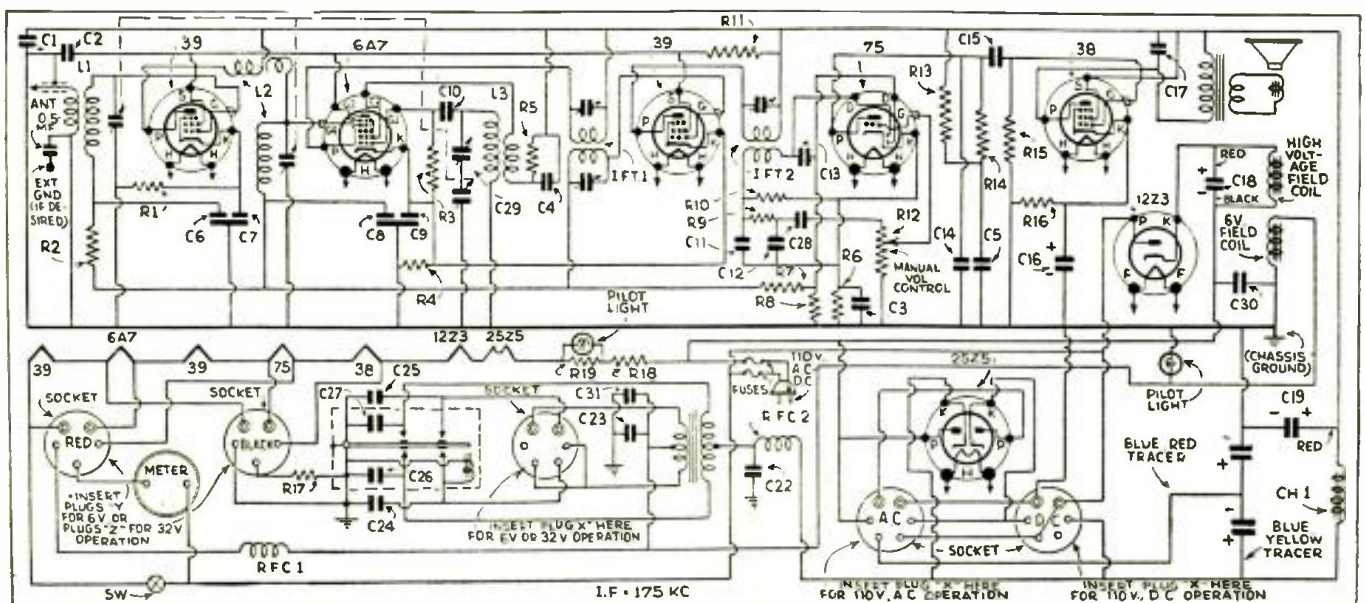 R11
C1
C2
39
6A7
39
75
C15
38
L1
L2
C10
L3
R5
R13
C17
ANT
0.5
MF
EXT
GND
(IF DE-
SIRED)
R1
R2
C6
C7
C8
C9
R3
R4
C29
C4
I FT1
I FT2
C13
R10
R9
C11
C12
C28
R7
R8
R12
R6
C3
MANUAL
VOL
CONTROL
C14
C5
R14
R15
R16
C16
12Z3
P
K
F
F
RED
C18
BLACK
HIGH
VOLT-
AGE
FIELD
COIL
6V
FIELD
COIL
C30
(CHASSIS
GROUND)
PILOT
LIGHT
39
6A7
39
75
38
12Z3
25Z5
R19
R18
FUSES
110V
AC
DC
RFC 2
25Z5
PILOT
LIGHT
C19
RED
SOCKET
RED
METER
SOCKET
BLACK
INSERT
PLUGS "Y"
FOR 6V OR
PLUGS "Z" FOR 32V
OPERATION
R17
C27
C25
C26
C24
SOCKET
C31
C23
C22
INSERT PLUG "X" HERE
FOR 6V OR 32V OPERATION
RFC 1
SW
I.F = 175 KC
AC
SOCKET
DC
INSERT PLUG "X" HERE
FOR 110V, AC OPERATION
INSERT PLUG "X" HERE
FOR 110V., DC OPERATION
BLUE RED
TRACER
BLUE
YELLOW
TRACER
CH 1